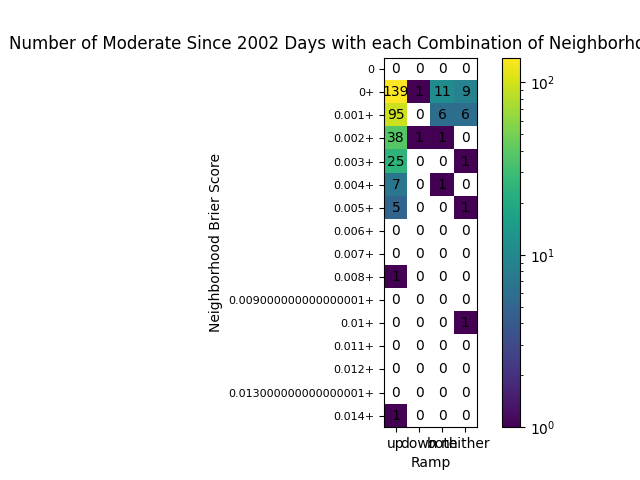 Number of Moderate Since 2002 Days with each Combination of Neighborho
0 0 0 0 0
0+ 139 1 11 9
0.001+ 95 0 6 6
0.002+ 38 1 1 0
0.003+ 25 0 0 1
0.004+ 7 0 1 0
0.005+ 5 0 0 1
0.006+ 0 0 0 0
0.007+ 0 0 0 0
0.008+ 1 0 0 0
0.009000000000000001+ 0 0 0 0
0.01+ 0 0 0 1
0.011+ 0 0 0 0
0.012+ 0 0 0 0
0.013000000000000001+ 0 0 0 0
0.014+ 1 0 0 0
up down both neither
Ramp
Neighborhood Brier Score
10²
10¹
10⁰